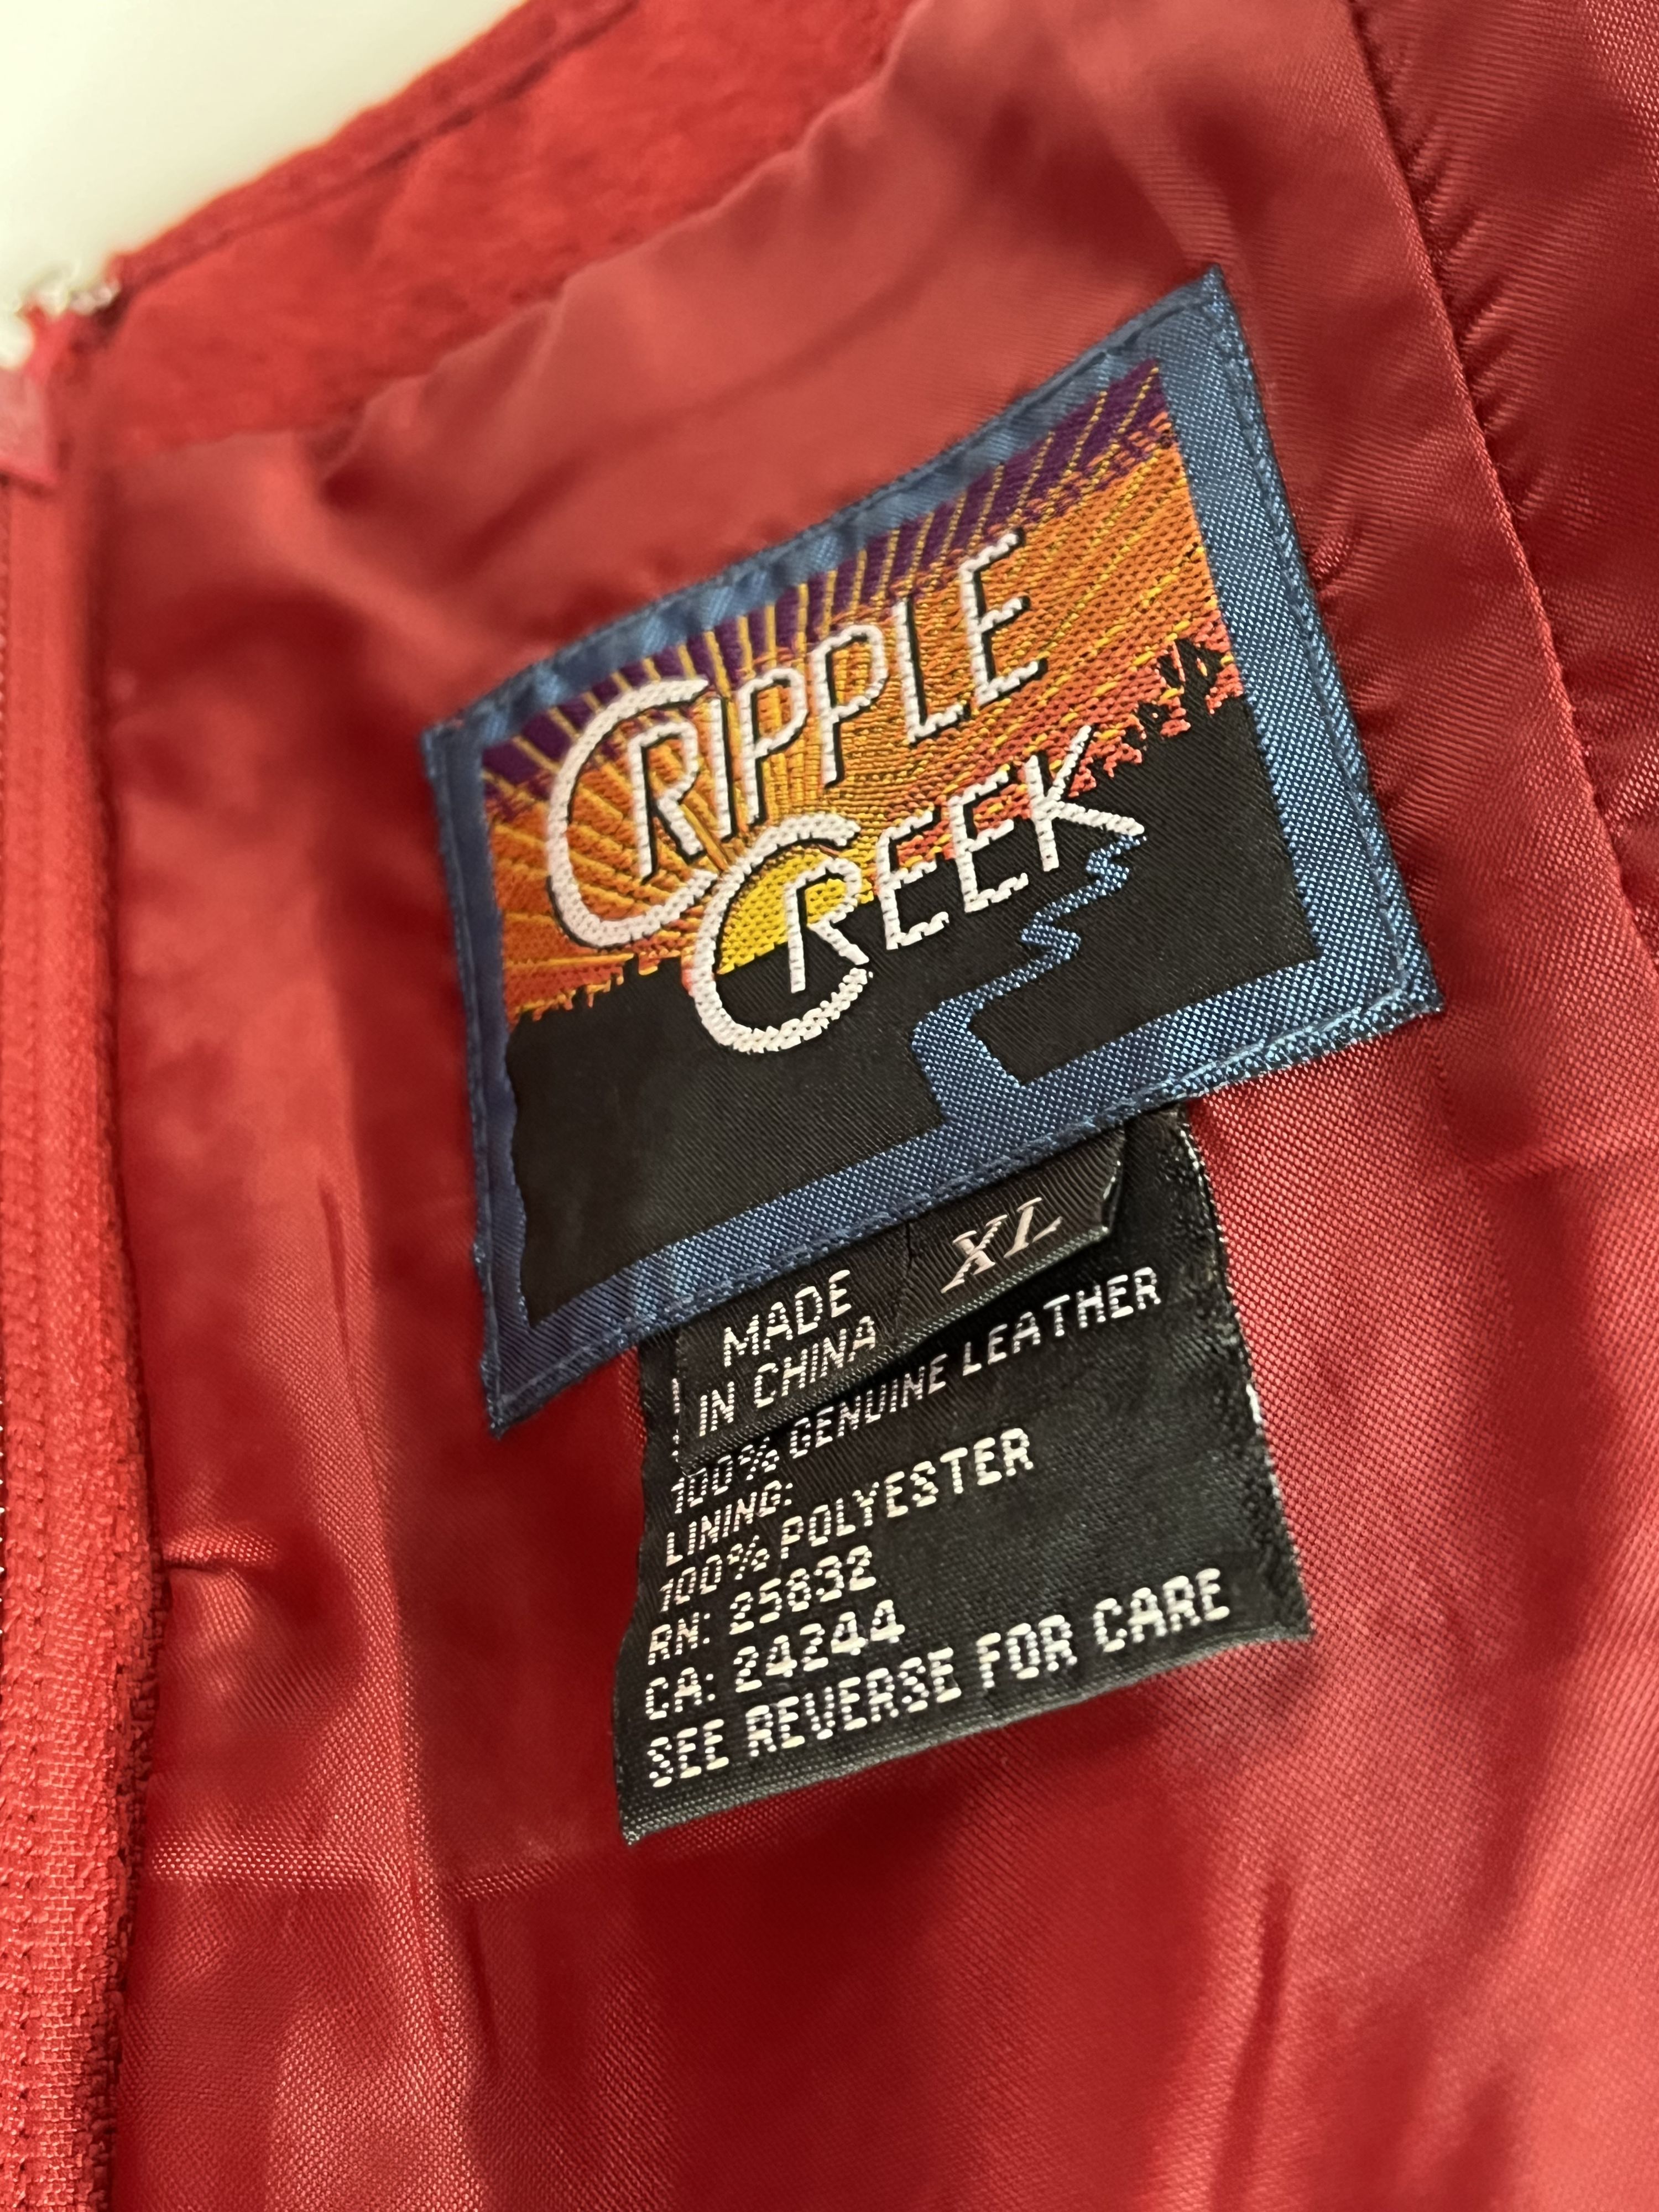 CRIPPLE
CREEK
XL
MADE
IN CHINA
100% GENUINE LEATHER
LINING:
100% POLYESTER
RN: 25832
CA: 24244
SEE REVERSE FOR CARE